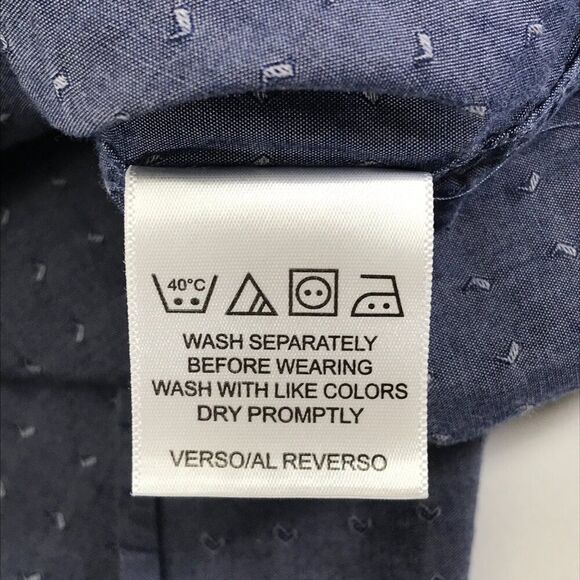 40°C
WASH SEPARATELY
BEFORE WEARING
WASH WITH LIKE COLORS
DRY PROMPTLY
VERSO/AL REVERSO